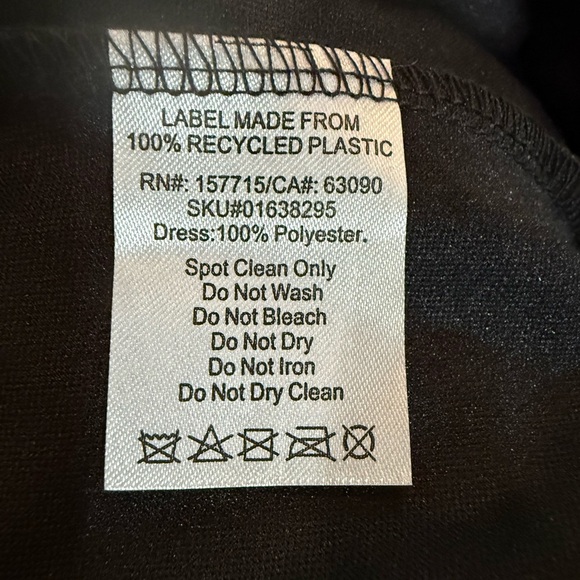 LABEL MADE FROM
100% RECYCLED PLASTIC
RN#: 157715/CA#: 63090
SKU#01638295
Dress:100% Polyester.
Spot Clean Only
Do Not Wash
Do Not Bleach
Do Not Dry
Do Not Iron
Do Not Dry Clean